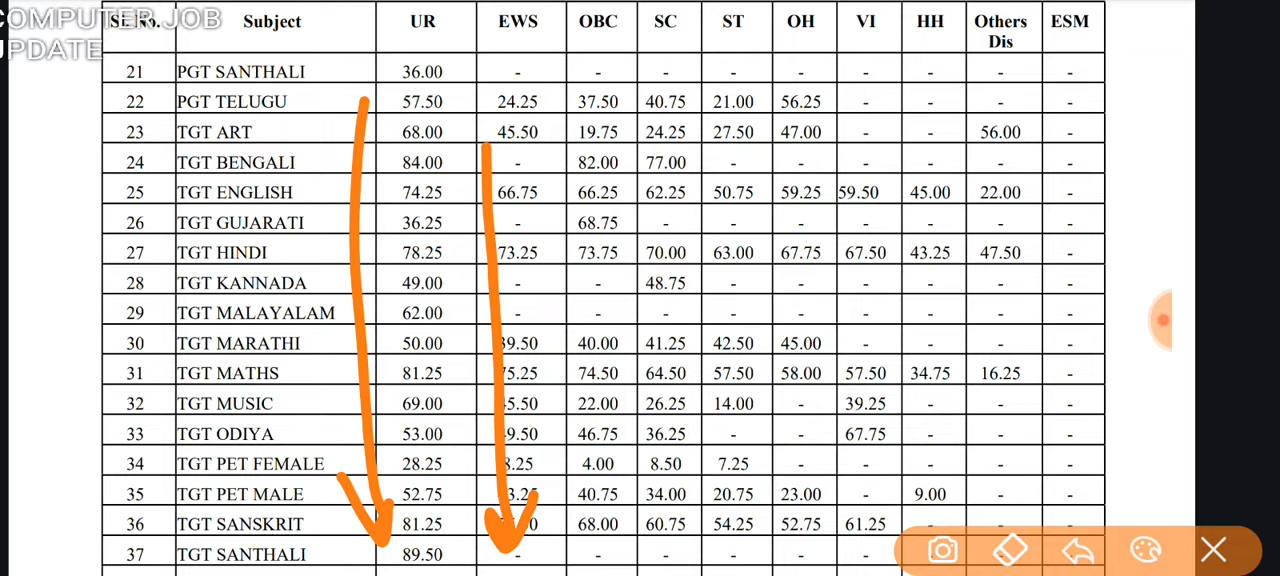 COMPUTER JOB
UPDATE
Sl. No. Subject UR EWS OBC SC ST OH VI HH Others Dis ESM
21 PGT SANTHALI 36.00 - - - - - - - - -
22 PGT TELUGU 57.50 24.25 37.50 40.75 21.00 56.25 - - - -
23 TGT ART 68.00 45.50 19.75 24.25 27.50 47.00 - - 56.00 -
24 TGT BENGALI 84.00 - 82.00 77.00 - - - - - -
25 TGT ENGLISH 74.25 66.75 66.25 62.25 50.75 59.25 59.50 45.00 22.00 -
26 TGT GUJARATI 36.25 - 68.75 - - - - - - -
27 TGT HINDI 78.25 73.25 73.75 70.00 63.00 67.75 67.50 43.25 47.50 -
28 TGT KANNADA 49.00 - - 48.75 - - - - - -
29 TGT MALAYALAM 62.00 - - - - - - - - -
30 TGT MARATHI 50.00 39.50 40.00 41.25 42.50 45.00 - - - -
31 TGT MATHS 81.25 75.25 74.50 64.50 57.50 58.00 57.50 34.75 16.25 -
32 TGT MUSIC 69.00 22.00 26.25 14.00 - 39.25 - - -
33 TGT ODIYA 53.00 46.75 36.25 - - 67.75 - - -
34 TGT PET FEMALE 28.25 8.25 4.00 8.50 7.25 - - - - -
35 TGT PET MALE 52.75 40.75 34.00 20.75 23.00 - 9.00 - -
36 TGT SANSKRIT 81.25 68.00 60.75 54.25 52.75 61.25 - - -
37 TGT SANTHALI 89.50 - - - - - -